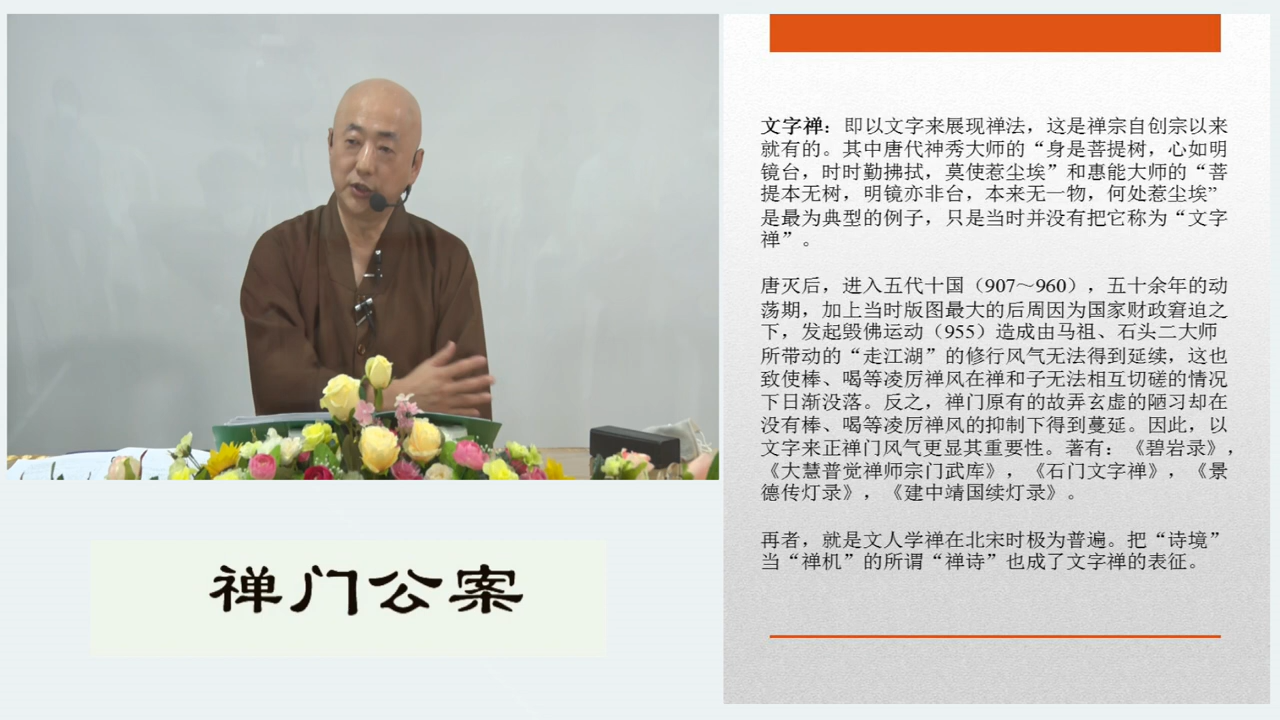 文字禅：即以文字来展现禅法，这是禅宗自创宗以来
就有的。其中唐代神秀大师的“身是菩提树，心如明
镜台，时时勤拂拭，莫使惹尘埃”和惠能大师的“菩
提本无树，明镜亦非台，本来无一物，何处惹尘埃”
是最为典型的例子，只是当时并没有把它称为“文字
禅”。
唐灭后，进入五代十国（907～960），五十余年的动
荡期，加上当时版图最大的后周因为国家财政窘迫之
下，发起毁佛运动（955）造成由马祖、石头二大师
所带动的“走江湖”的修行风气无法得到延续，这也
致使棒、喝等凌厉禅风在禅和子无法相互切磋的情况
下日渐没落。反之，禅门原有的故弄玄虚的陋习却在
没有棒、喝等凌厉禅风的抑制下得到蔓延。因此，以
文字来正禅门风气更显其重要性。著有：《碧岩录》，
《大慧普觉禅师宗门武库》，《石门文字禅》，《景
德传灯录》，《建中靖国续灯录》。
再者，就是文人学禅在北宋时极为普遍。把“诗境”
当“禅机”的所谓“禅诗”也成了文字禅的表征。
禅门公案